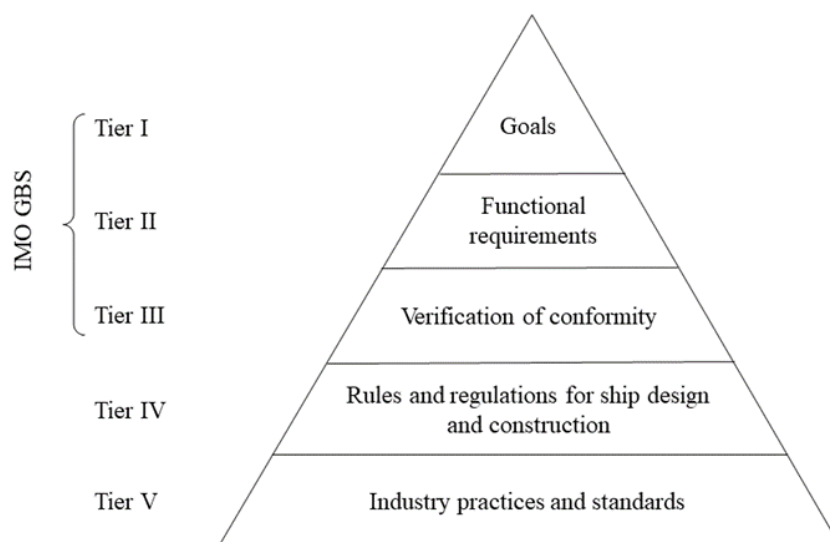 IMO GBS
Tier I
Goals
Tier II
Functional
requirements
Tier III
Verification of conformity
Tier IV
Rules and regulations for ship design
and construction
Tier V
Industry practices and standards